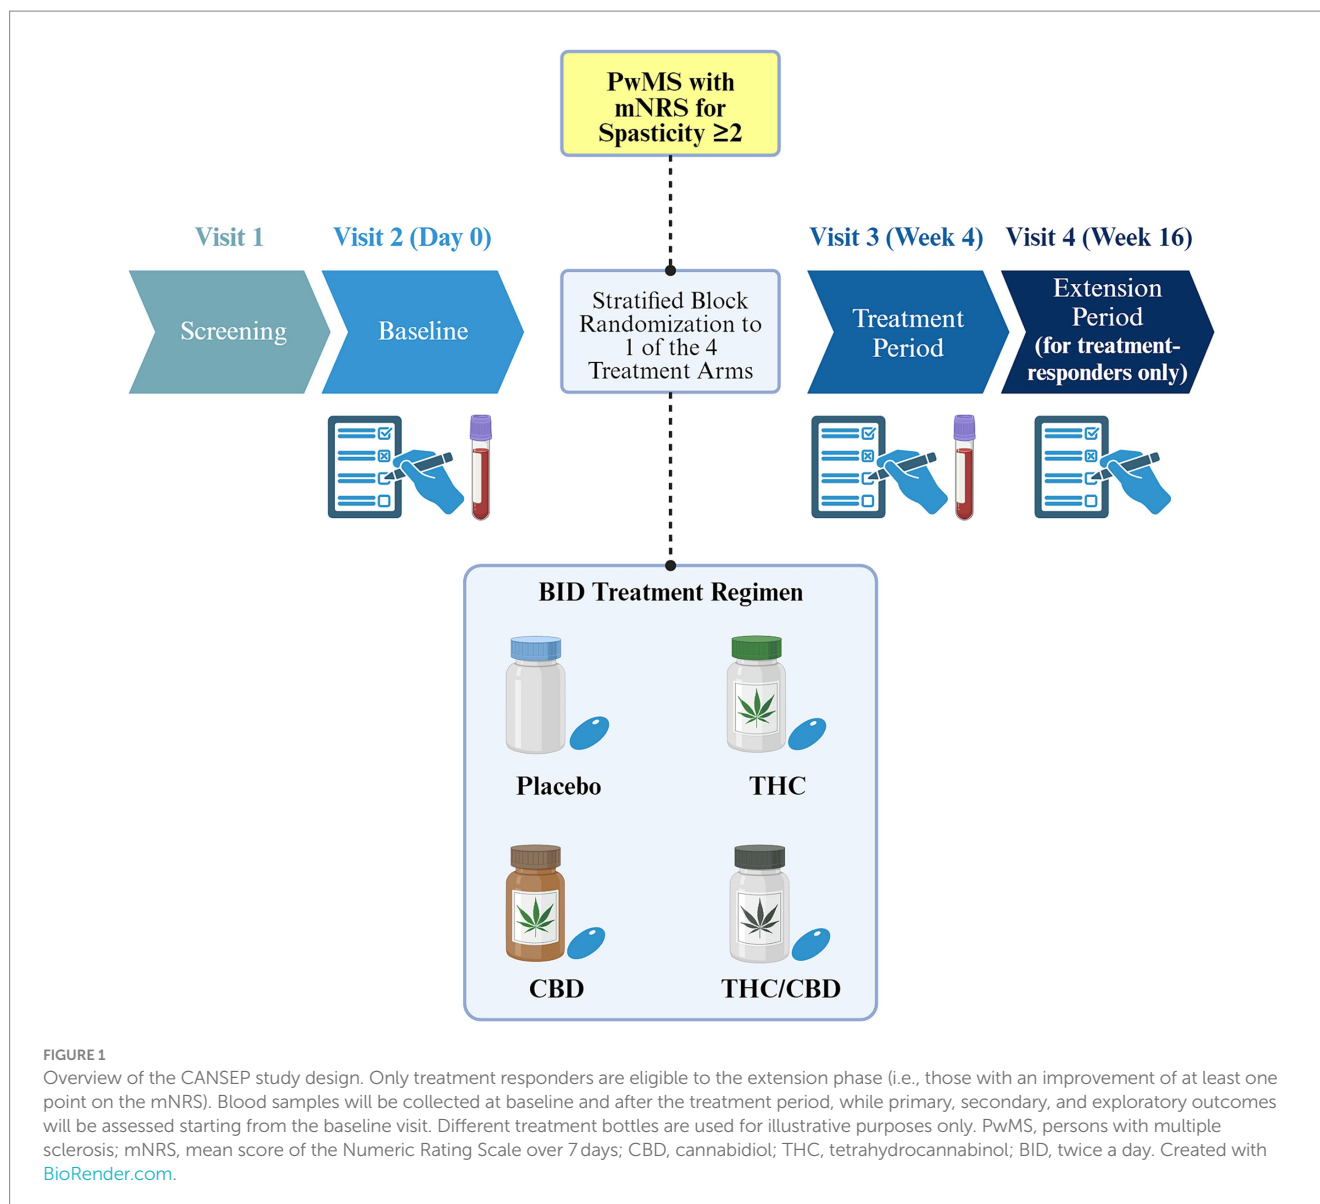 PwMS with
mNRS for
Spasticity ≥2
Visit 1
Visit 2 (Day 0)
Visit 3 (Week 4)
Visit 4 (Week 16)
Screening
Baseline
Stratified Block
Randomization to
1 of the 4
Treatment Arms
Treatment
Period
Extension
Period
(for treatment-
responders only)
BID Treatment Regimen
Placebo
THC
CBD
THC/CBD
FIGURE 1
Overview of the CANSEP study design. Only treatment responders are eligible to the extension phase (i.e., those with an improvement of at least one
point on the mNRS). Blood samples will be collected at baseline and after the treatment period, while primary, secondary, and exploratory outcomes
will be assessed starting from the baseline visit. Different treatment bottles are used for illustrative purposes only. PwMS, persons with multiple
sclerosis; mNRS, mean score of the Numeric Rating Scale over 7 days; CBD, cannabidiol; THC, tetrahydrocannabinol; BID, twice a day. Created with
BioRender.com.